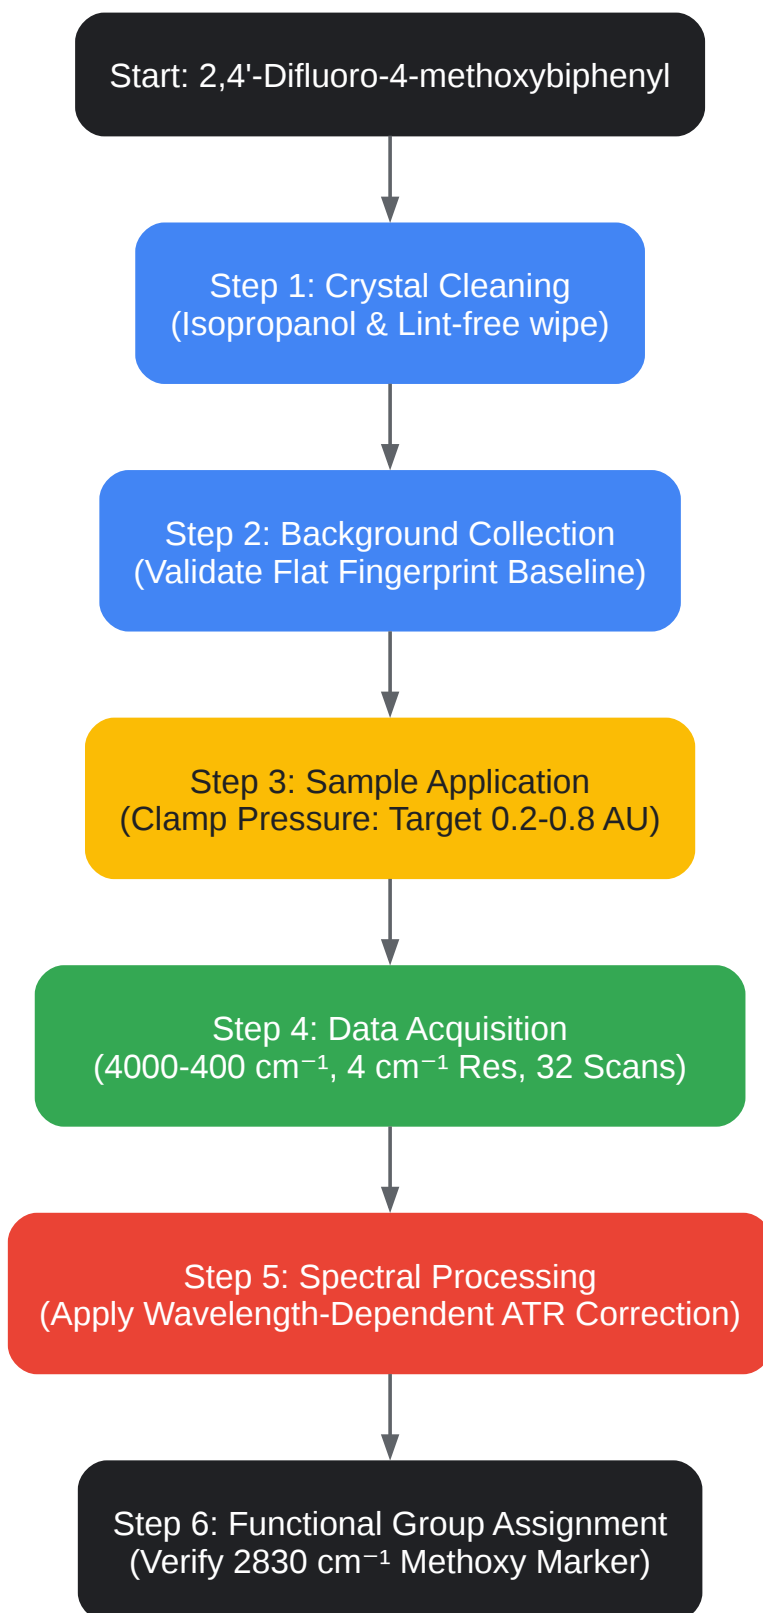 Start: 2,4'-Difluoro-4-methoxybiphenyl
Step 1: Crystal Cleaning
(Isopropanol & Lint-free wipe)
Step 2: Background Collection
(Validate Flat Fingerprint Baseline)
Step 3: Sample Application
(Clamp Pressure: Target 0.2-0.8 AU)
Step 4: Data Acquisition
(4000-400 cm⁻¹, 4 cm⁻¹ Res, 32 Scans)
Step 5: Spectral Processing
(Apply Wavelength-Dependent ATR Correction)
Step 6: Functional Group Assignment
(Verify 2830 cm⁻¹ Methoxy Marker)